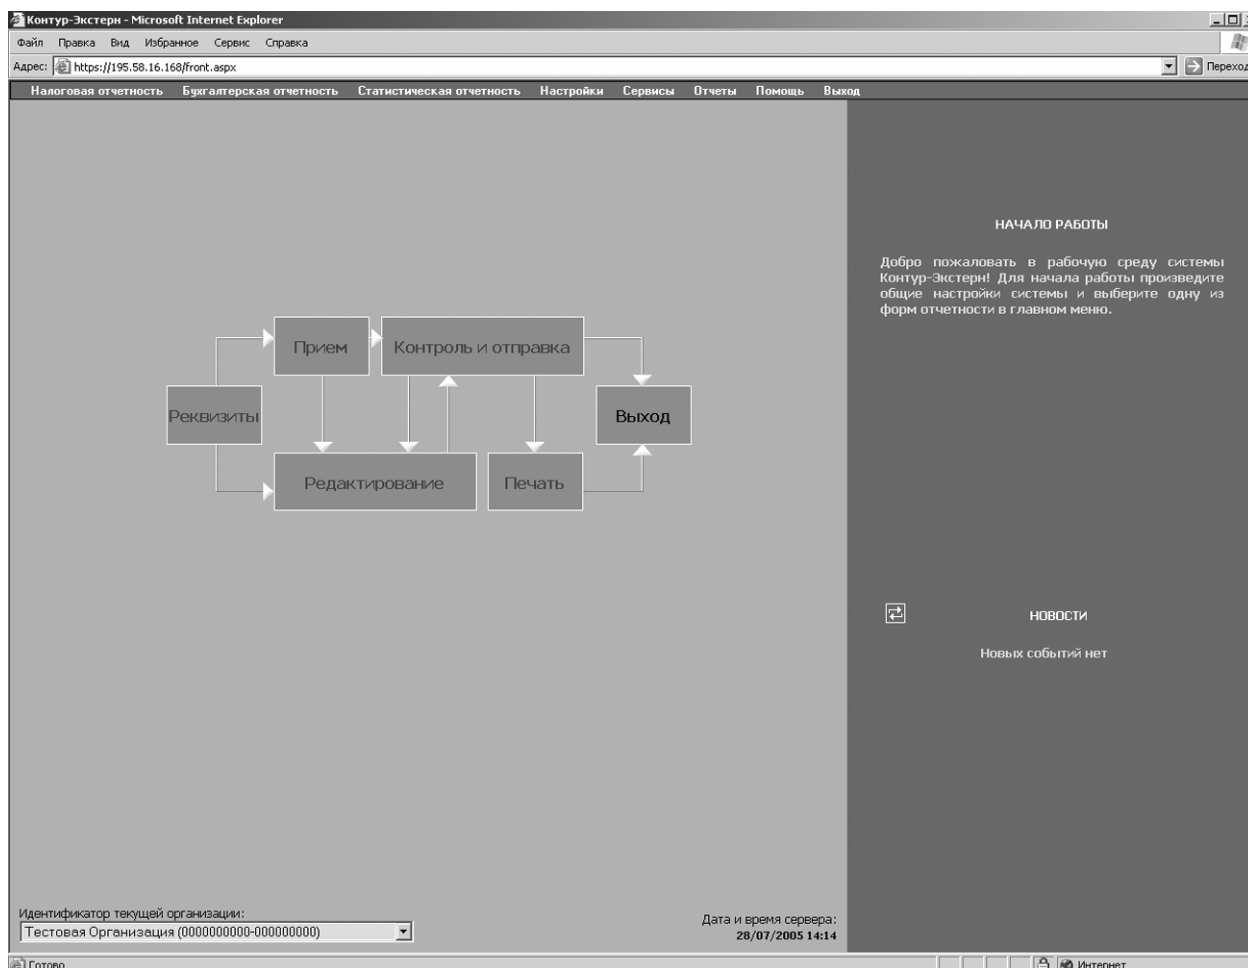 Контур-Экстерн - Microsoft Internet Explorer
Файл Правка Вид Избранное Сервис Справка
Адрес: https://195.58.16.168/front.aspx Переход
Налоговая отчетность Бухгалтерская отчетность Статистическая отчетность Настройки Сервисы Отчеты Помощь Выход
НАЧАЛО РАБОТЫ
Добро пожаловать в рабочую среду системы
Контур-Экстерн! Для начала работы произведите
общие настройки системы и выберите одну из
форм отчетности в главном меню.
Прием
Контроль и отправка
Реквизиты
Выход
Редактирование
Печать
НОВОСТИ
Новых событий нет
Идентификатор текущей организации:
Тестовая Организация (0000000000-000000000)
Дата и время сервера:
28/07/2005 14:14
Готово
Интернет